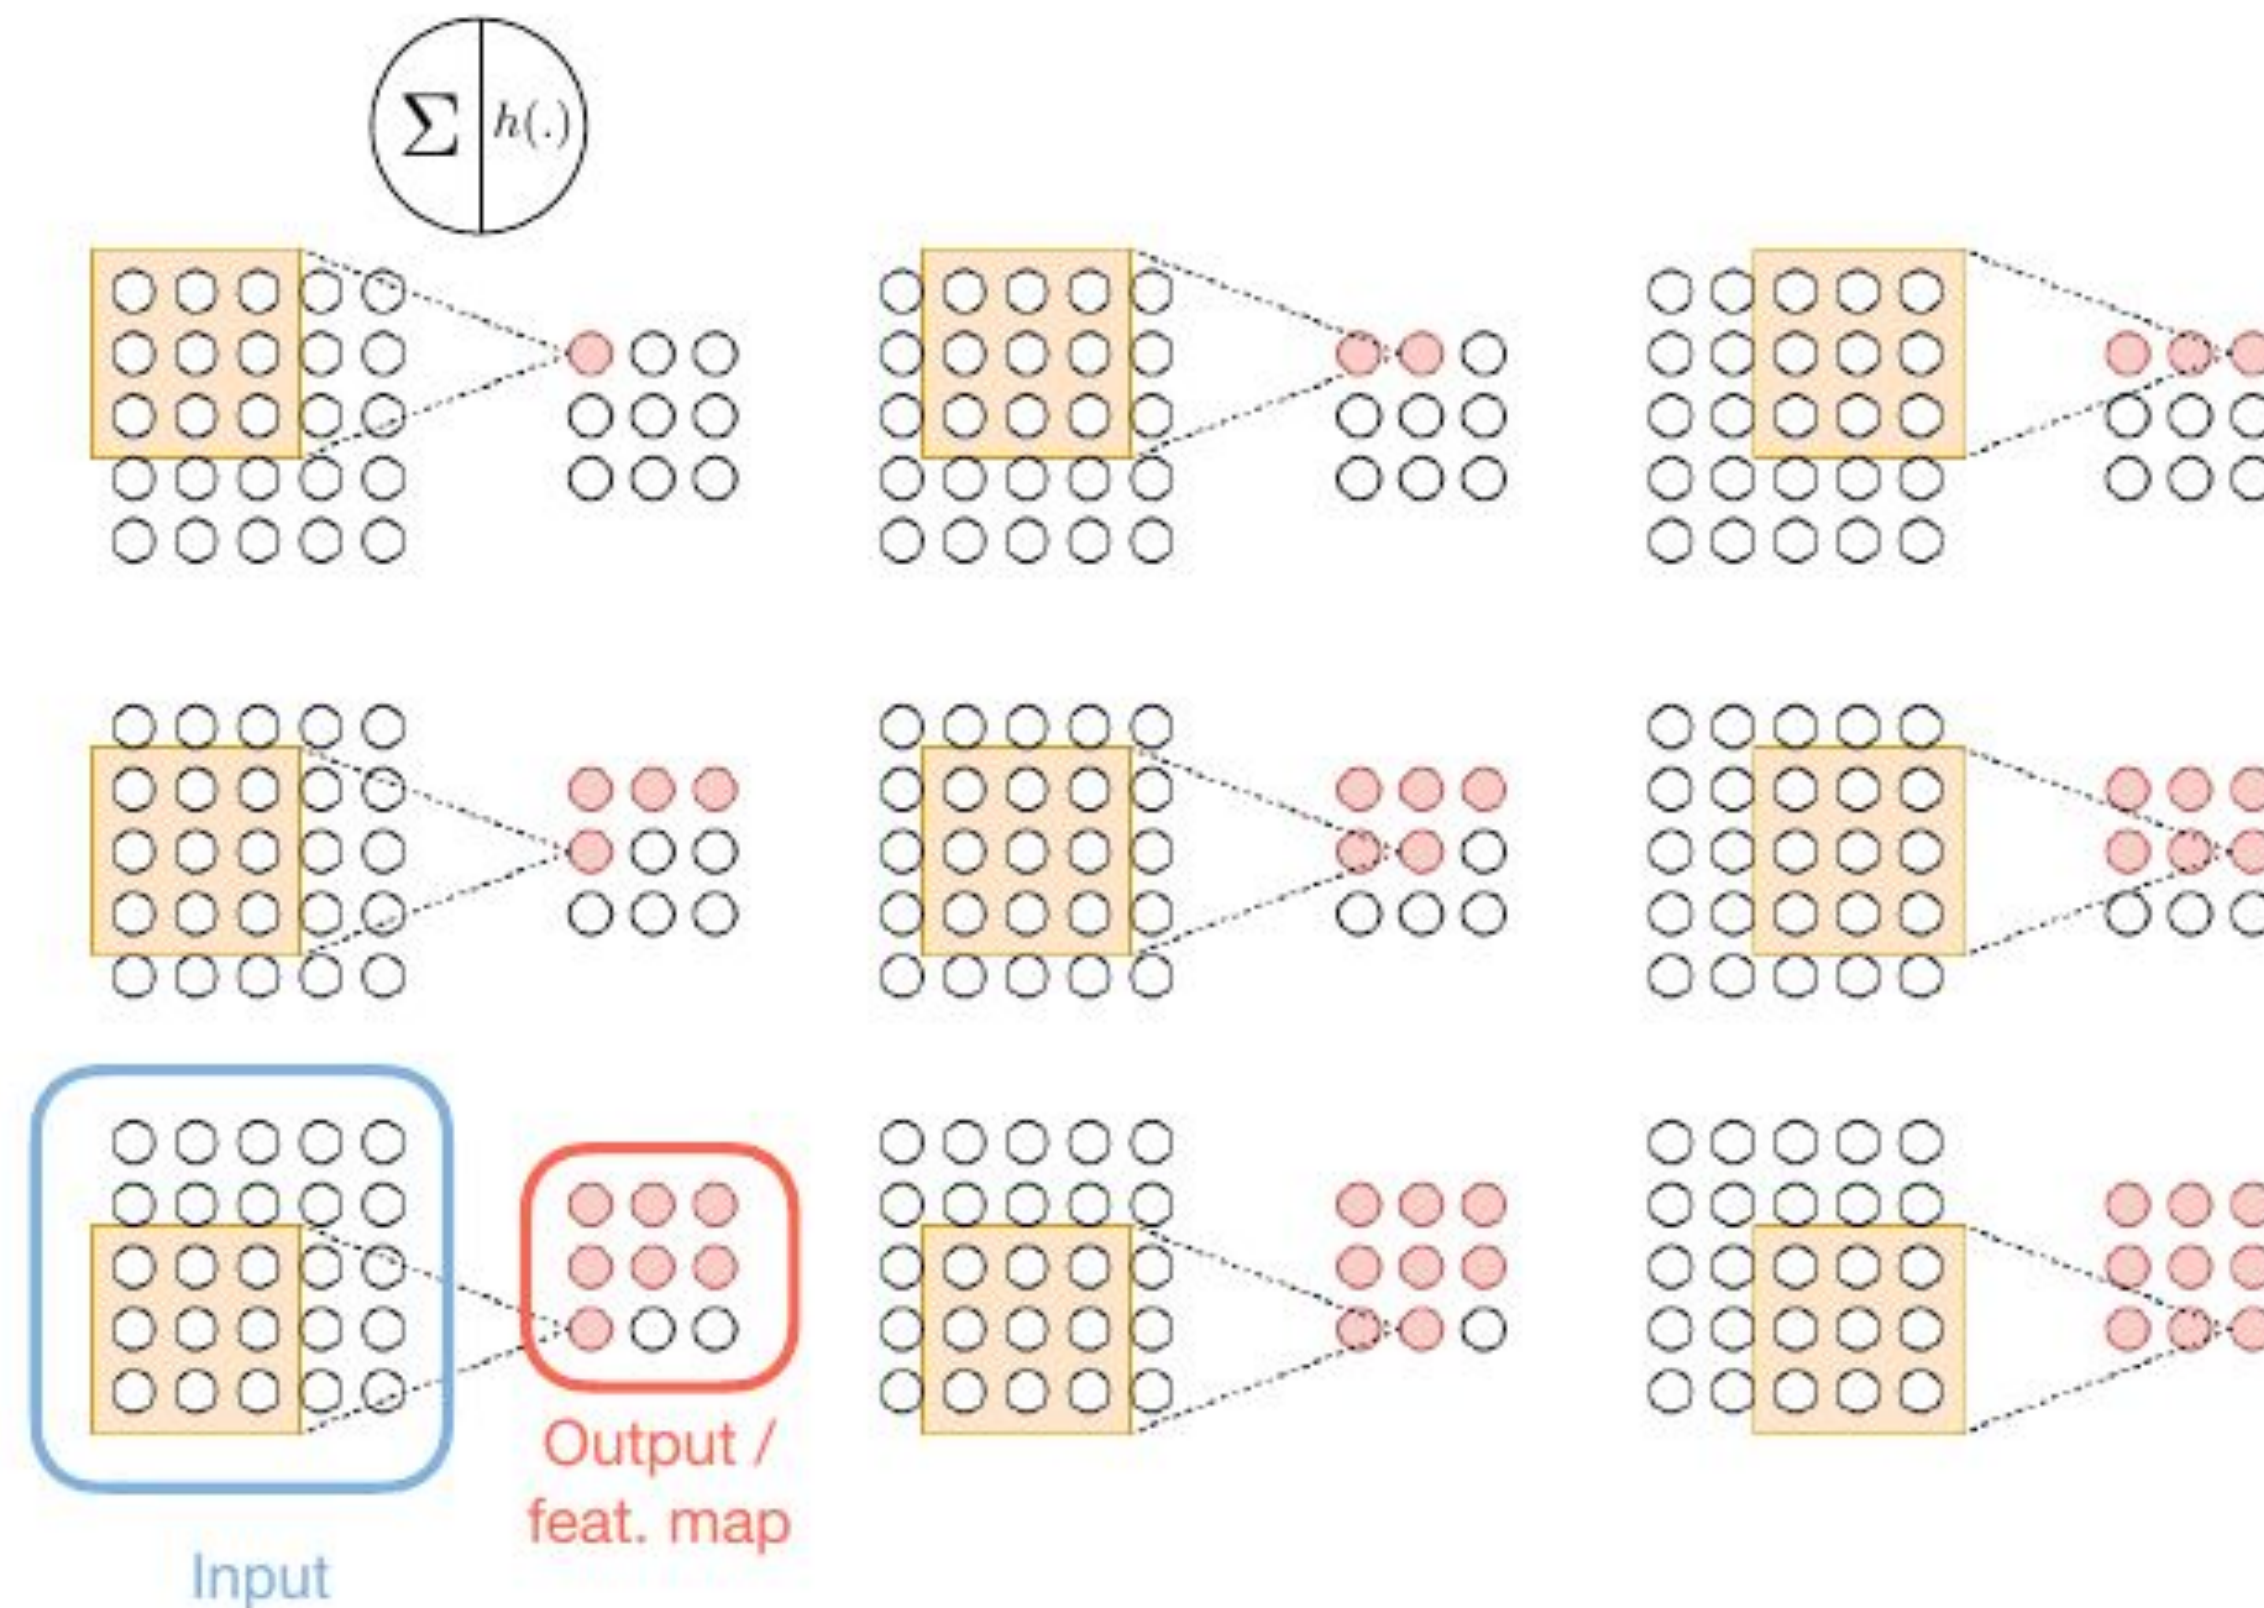 ∑ h(.)
Output /
feat. map
Input